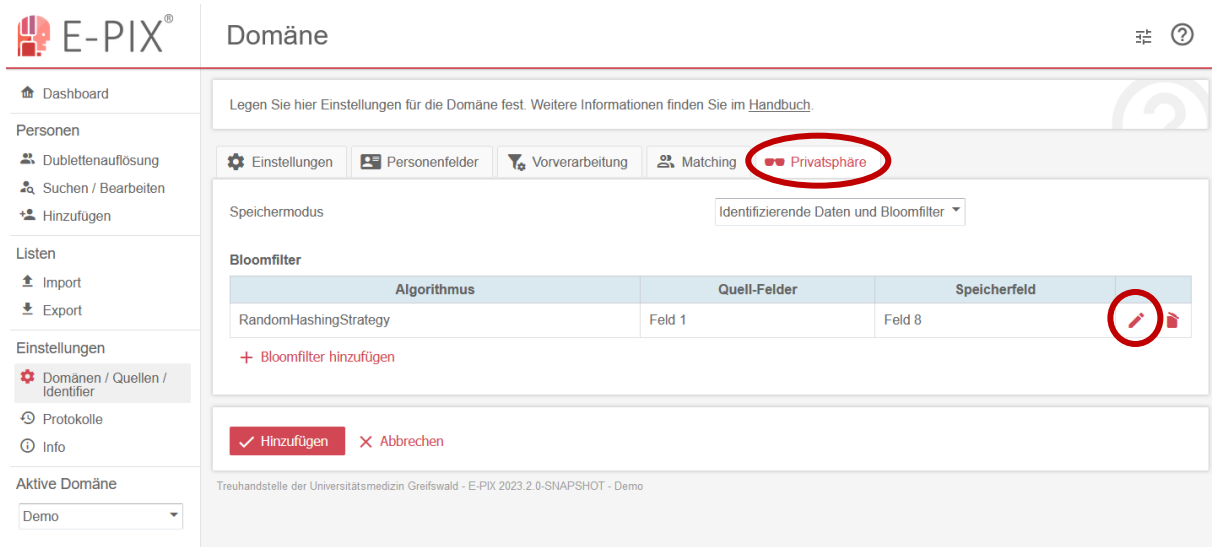 E-PIX®
Domäne
Dashboard
Personen
Dublettenauflösung
Suchen / Bearbeiten
Hinzufügen
Listen
Import
Export
Einstellungen
Domänen / Quellen /
Identifier
Protokolle
Info
Aktive Domäne
Demo
Legen Sie hier Einstellungen für die Domäne fest. Weitere Informationen finden Sie im Handbuch.
Einstellungen Personenfelder Vorverarbeitung Matching Privatsphäre
Speichermodus Identifizierende Daten und Bloomfilter
Bloomfilter
Algorithmus Quell-Felder Speicherfeld
RandomHashingStrategy Feld 1 Feld 8
+ Bloomfilter hinzufügen
Hinzufügen Abbrechen
Treuhandstelle der Universitätsmedizin Greifswald - E-PIX 2023.2.0-SNAPSHOT - Demo